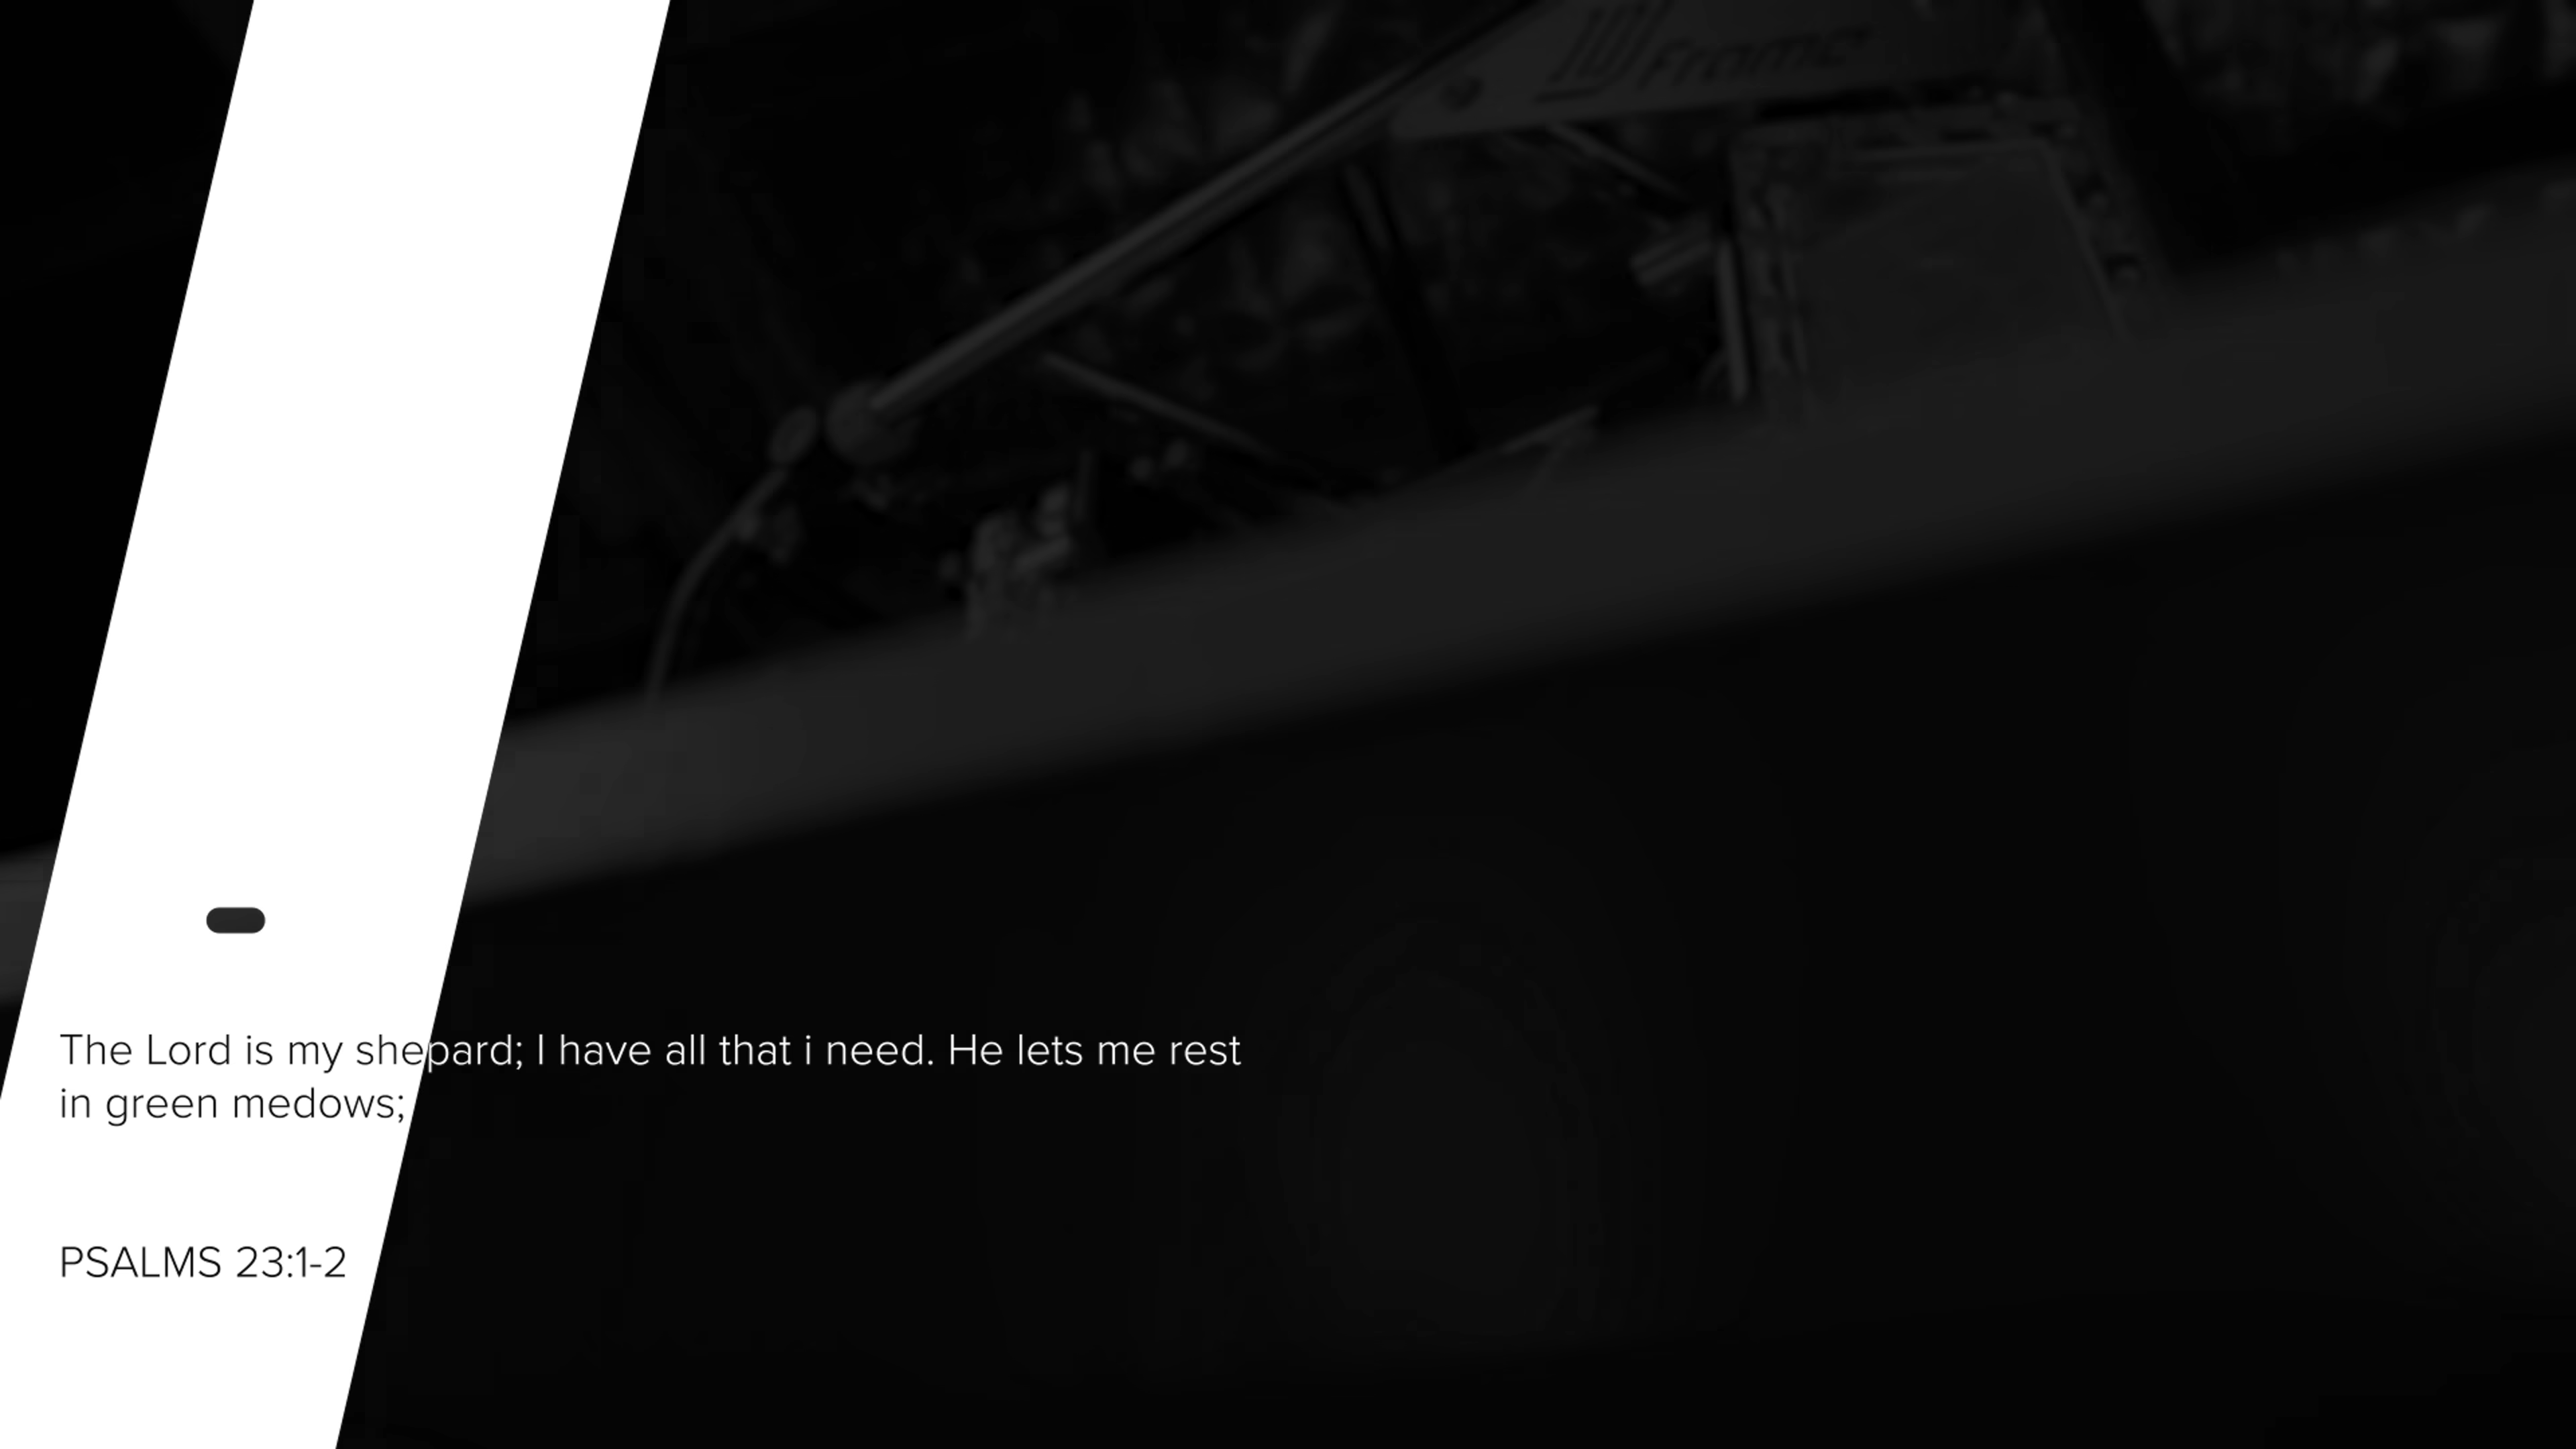 Frame
The Lord is my shepard; I have all that i need. He lets me rest
in green medows;
PSALMS 23:1-2